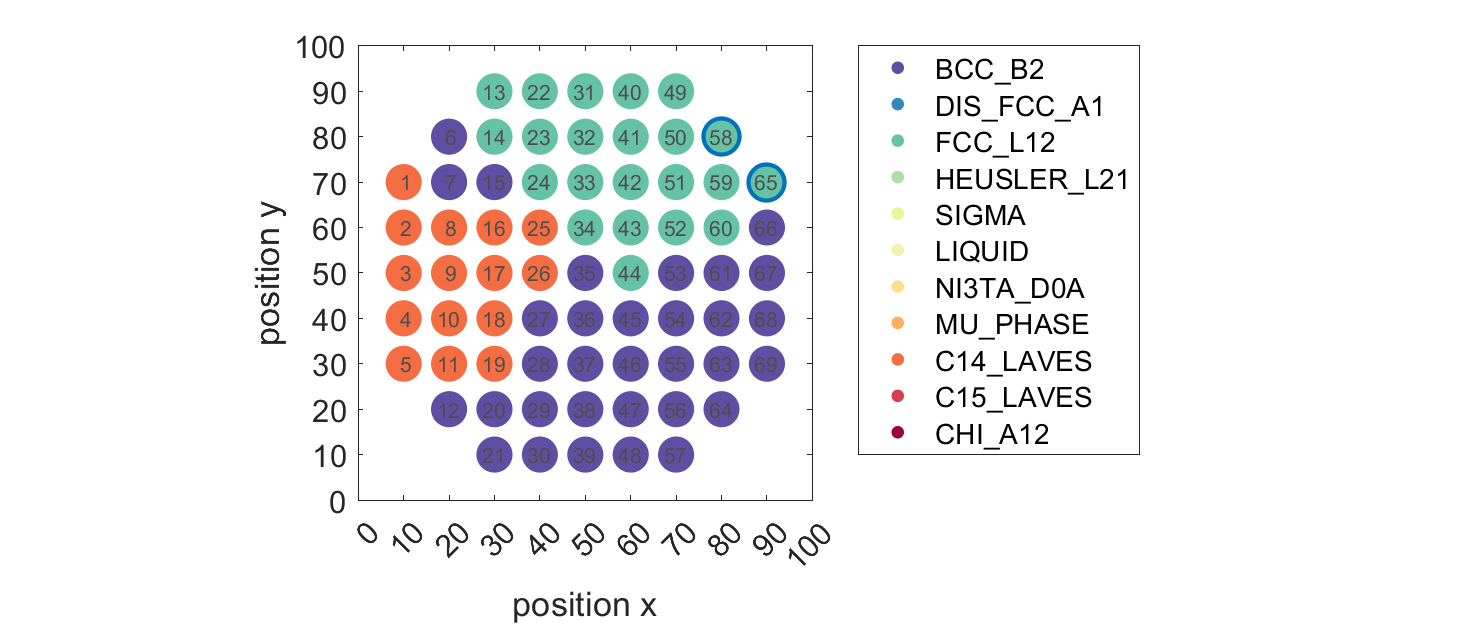 100
90
80
70
60
50
40
30
20
10
0
position y
13 22 31 40 49
6 14 23 32 41 50 58
1 7 15 24 33 42 51 59 65
2 8 16 25 34 43 52 60 66
3 9 17 26 35 44 53 61 67
4 10 18 27 36 45 54 62 68
5 11 19 28 37 46 55 63 69
12 20 29 38 47 56 64
21 30 39 48 57
0 10 20 30 40 50 60 70 80 90 100
position x
BCC_B2
DIS_FCC_A1
FCC_L12
HEUSLER_L21
SIGMA
LIQUID
NI3TA_D0A
MU_PHASE
C14_LAVES
C15_LAVES
CHI_A12